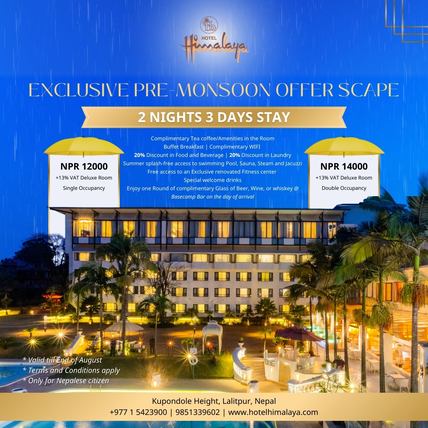 HOTEL
Himalaya
EXCLUSIVE PRE-MONSOON OFFER SCAPE
2 NIGHTS 3 DAYS STAY
Complimentary Tea coffee/Amenities in the Room
Buffet Breakfast | Complimentary WIFI
20% Discount in Food and Beverage | 20% Discount in Laundry
Summer splash-free access to swimming Pool, Sauna, Steam and Jacuzzi
Free access to an Exclusive renovated Fitness center
Special welcome drinks
Enjoy one Round of complimentary Glass of Beer, Wine, or whiskey @
Basecamp Bar on the day of arrival
NPR 12000
+13% VAT Deluxe Room
Single Occupancy
NPR 14000
+13% VAT Deluxe Room
Double Occupancy
* Valid till End of August
* Terms and Conditions apply
* Only for Nepalese citizen
Kupondole Height, Lalitpur, Nepal
+977 1 5423900 | 9851339602 | www.hotelhimalaya.com